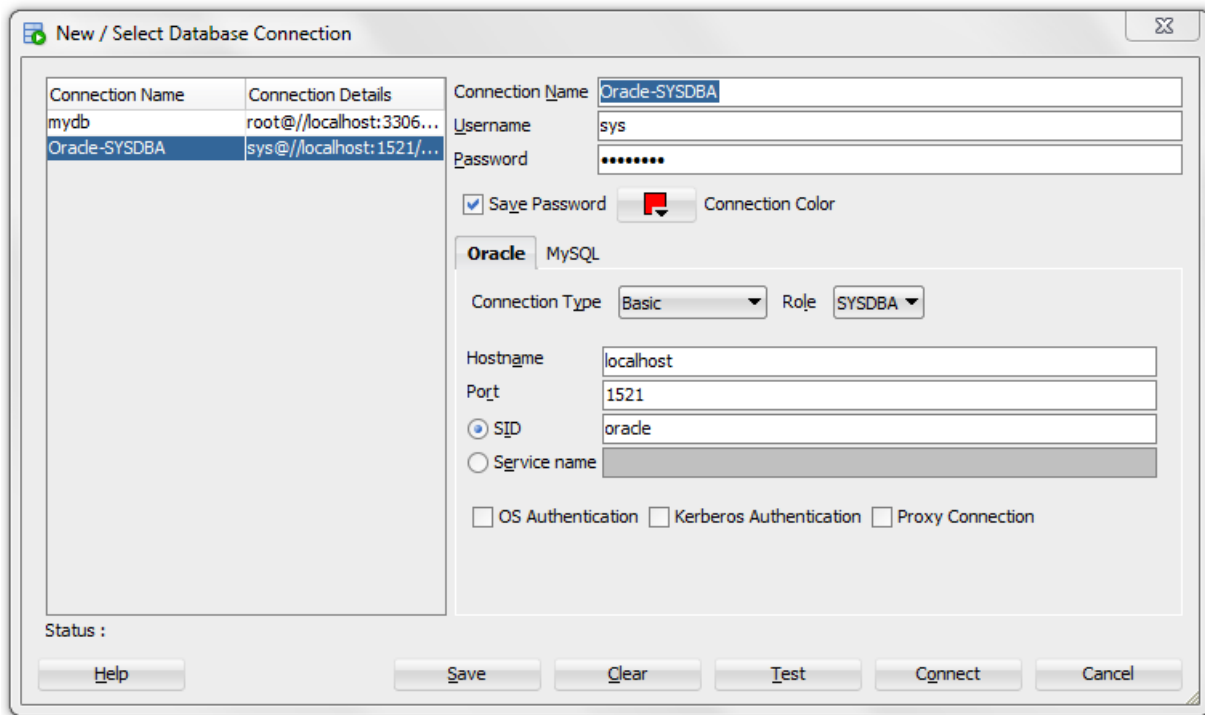 New / Select Database Connection
Connection Name Connection Details
mydb root@//localhost:3306...
Oracle-SYSDBA sys@//localhost:1521/...
Connection Name Oracle-SYSDBA
Username sys
Password ••••••••
Save Password Connection Color
Oracle MySQL
Connection Type Basic Role SYSDBA
Hostname localhost
Port 1521
SID oracle
Service name
OS Authentication Kerberos Authentication Proxy Connection
Status :
Help Save Clear Test Connect Cancel